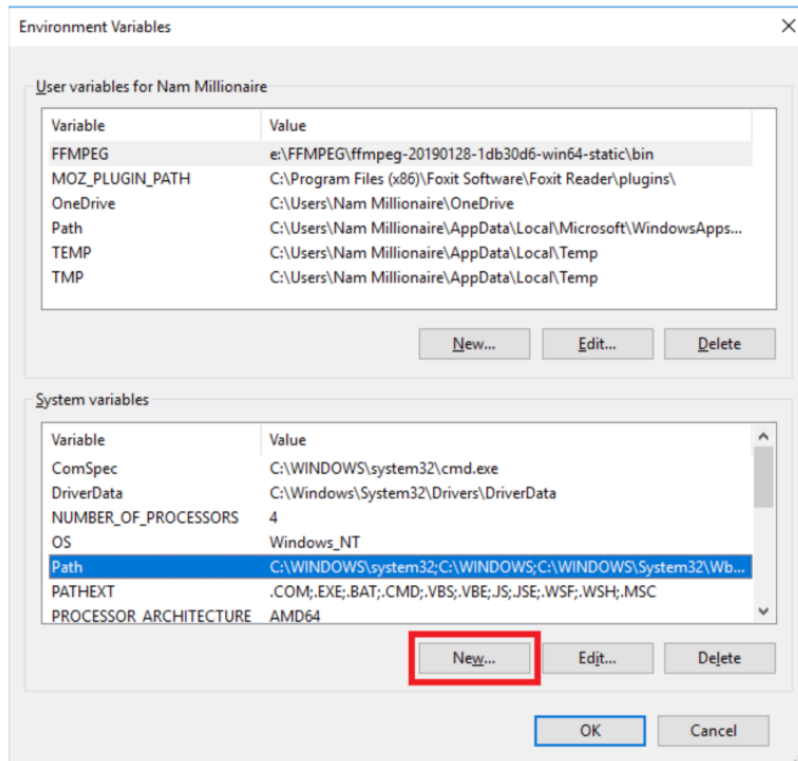 Environment Variables
User variables for Nam Millionaire
Variable Value
FFMPEG e:\FFMPEG\ffmpeg-20190128-1db30d6-win64-static\bin
MOZ_PLUGIN_PATH C:\Program Files (x86)\Foxit Software\Foxit Reader\plugins\
OneDrive C:\Users\Nam Millionaire\OneDrive
Path C:\Users\Nam Millionaire\AppData\Local\Microsoft\WindowsApps...
TEMP C:\Users\Nam Millionaire\AppData\Local\Temp
TMP C:\Users\Nam Millionaire\AppData\Local\Temp
New... Edit... Delete
System variables
Variable Value
ComSpec C:\WINDOWS\system32\cmd.exe
DriverData C:\Windows\System32\Drivers\DriverData
NUMBER_OF_PROCESSORS 4
OS Windows_NT
Path C:\WINDOWS\system32;C:\WINDOWS;C:\WINDOWS\System32\Wb...
PATHEXT .COM;.EXE;.BAT;.CMD;.VBS;.VBE;.JS;.JSE;.WSF;.WSH;.MSC
PROCESSOR_ARCHITECTURE AMD64
New... Edit... Delete
OK Cancel